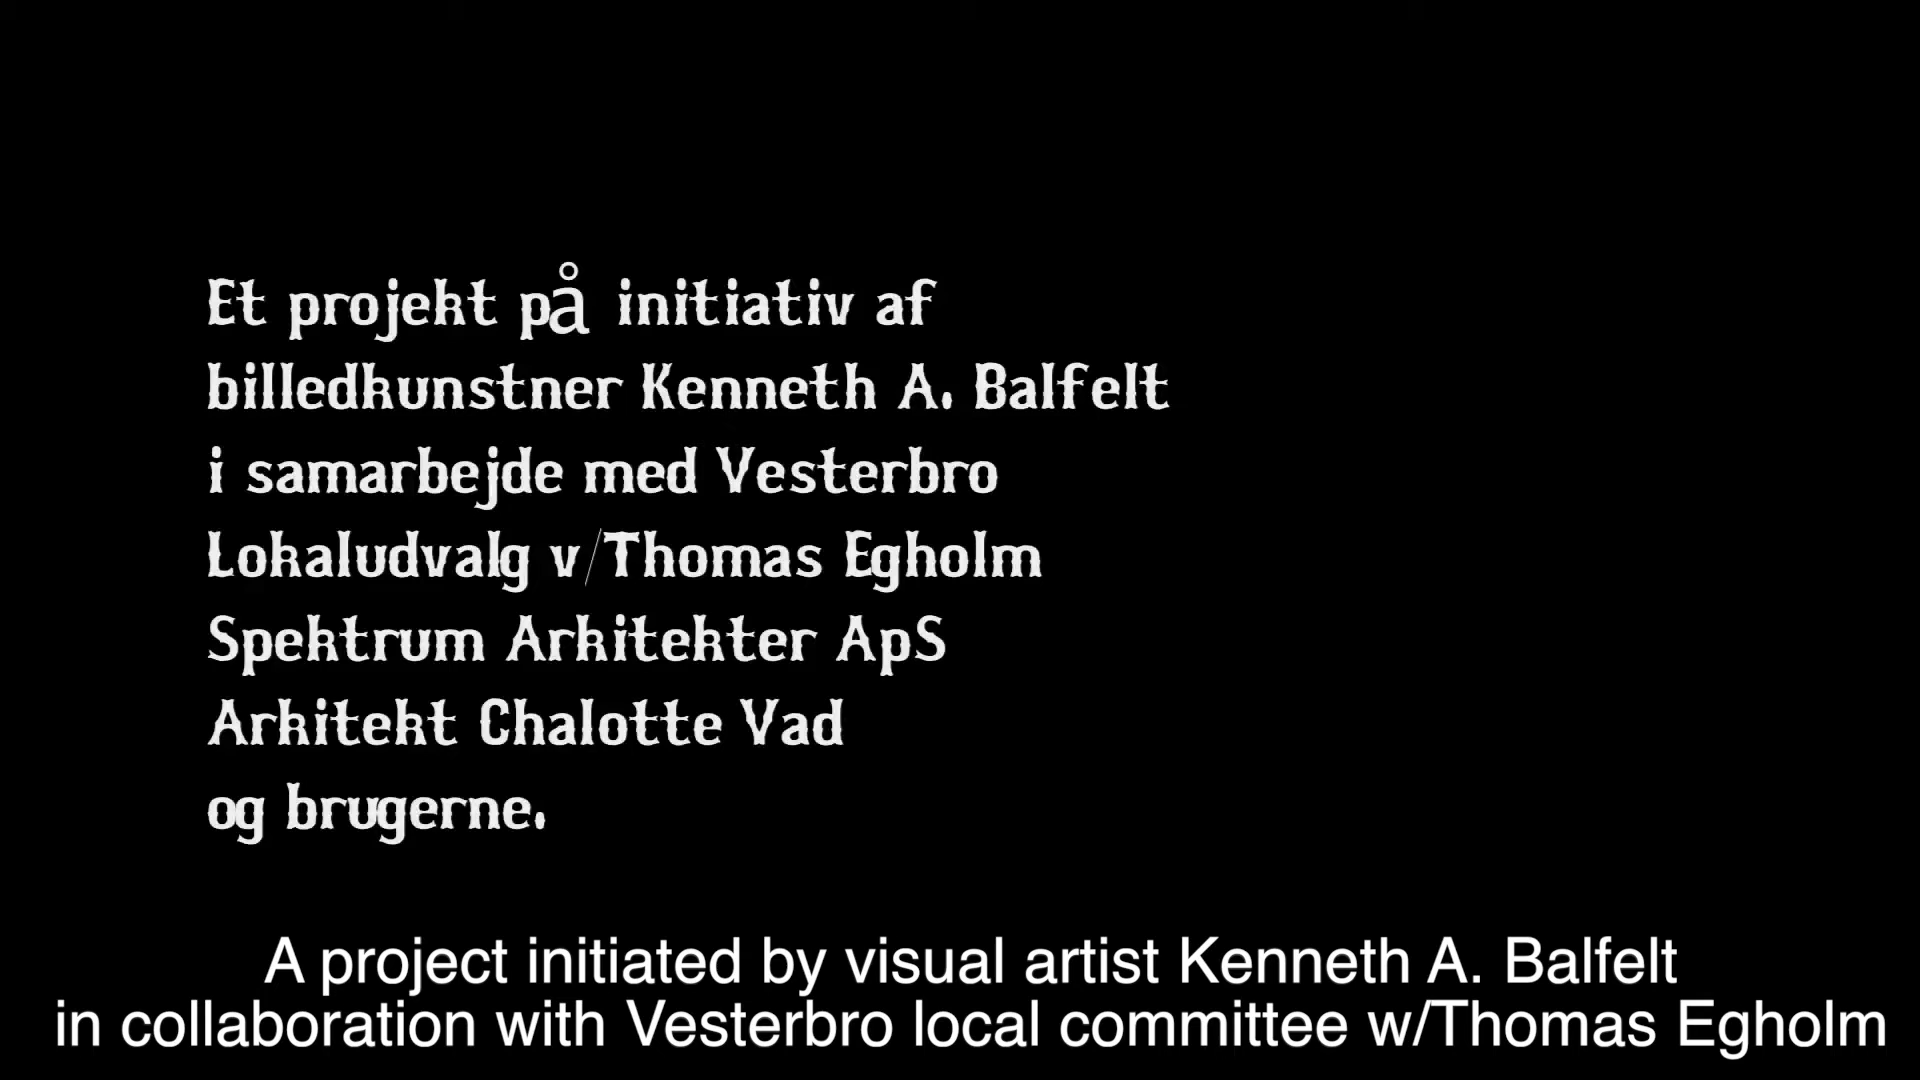 Et projekt på initiativ af
billedkunstner Kenneth A. Balfelt
i samarbejde med Vesterbro
Lokaludvalg v/Thomas Egholm
Spektrum Arkitekter ApS
Arkitekt Chalotte Vad
og brugerne.
A project initiated by visual artist Kenneth A. Balfelt
in collaboration with Vesterbro local committee w/Thomas Egholm